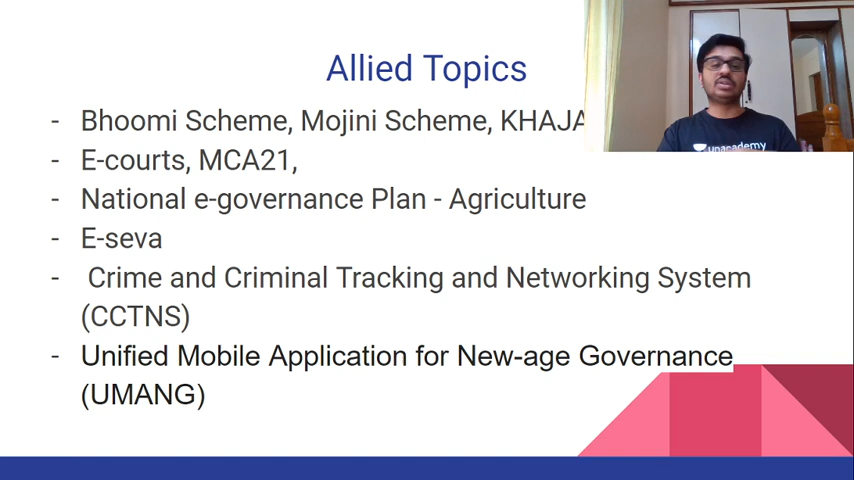 Allied Topics
- Bhoomi Scheme, Mojini Scheme, KHAJA
- E-courts, MCA21,
- National e-governance Plan - Agriculture
- E-seva
- Crime and Criminal Tracking and Networking System
(CCTNS)
- Unified Mobile Application for New-age Governance
(UMANG)
unacademy